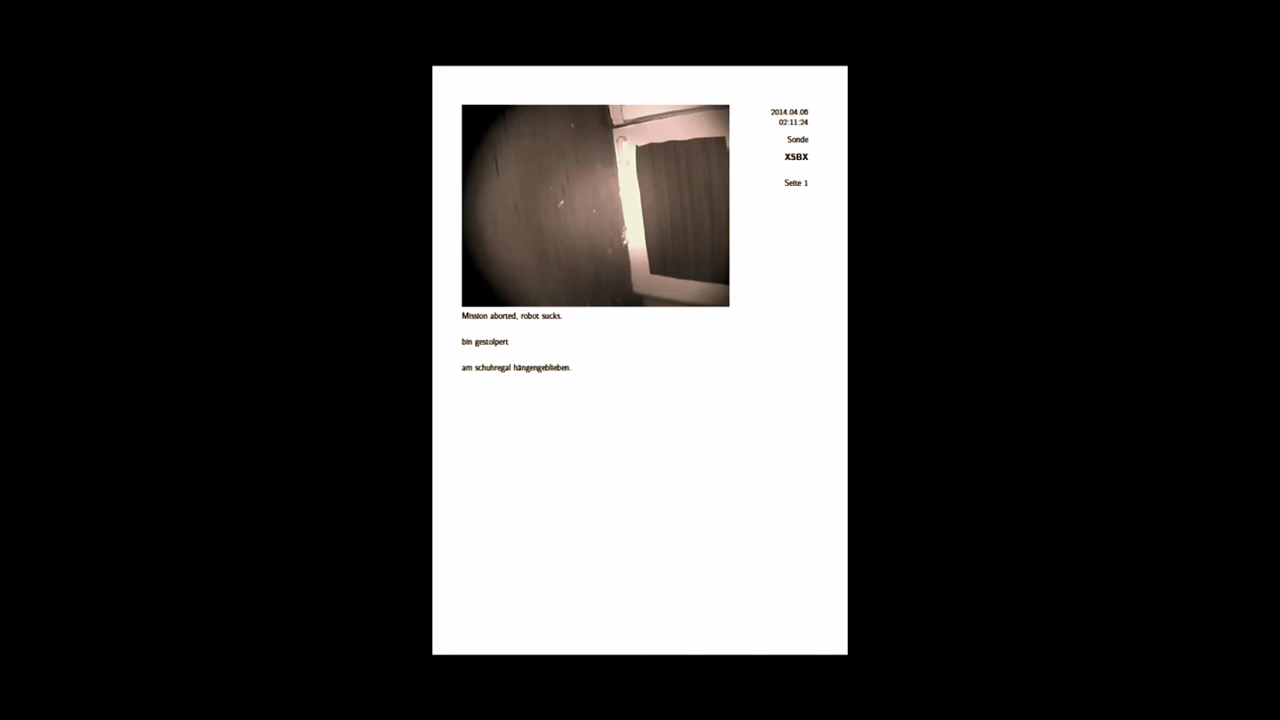 2014.04.06
02:11:24
Sonde
XSBX
Seite 1
Mission aborted, robot sucks.
bin gestolpert
am schuhregal hängengeblieben.